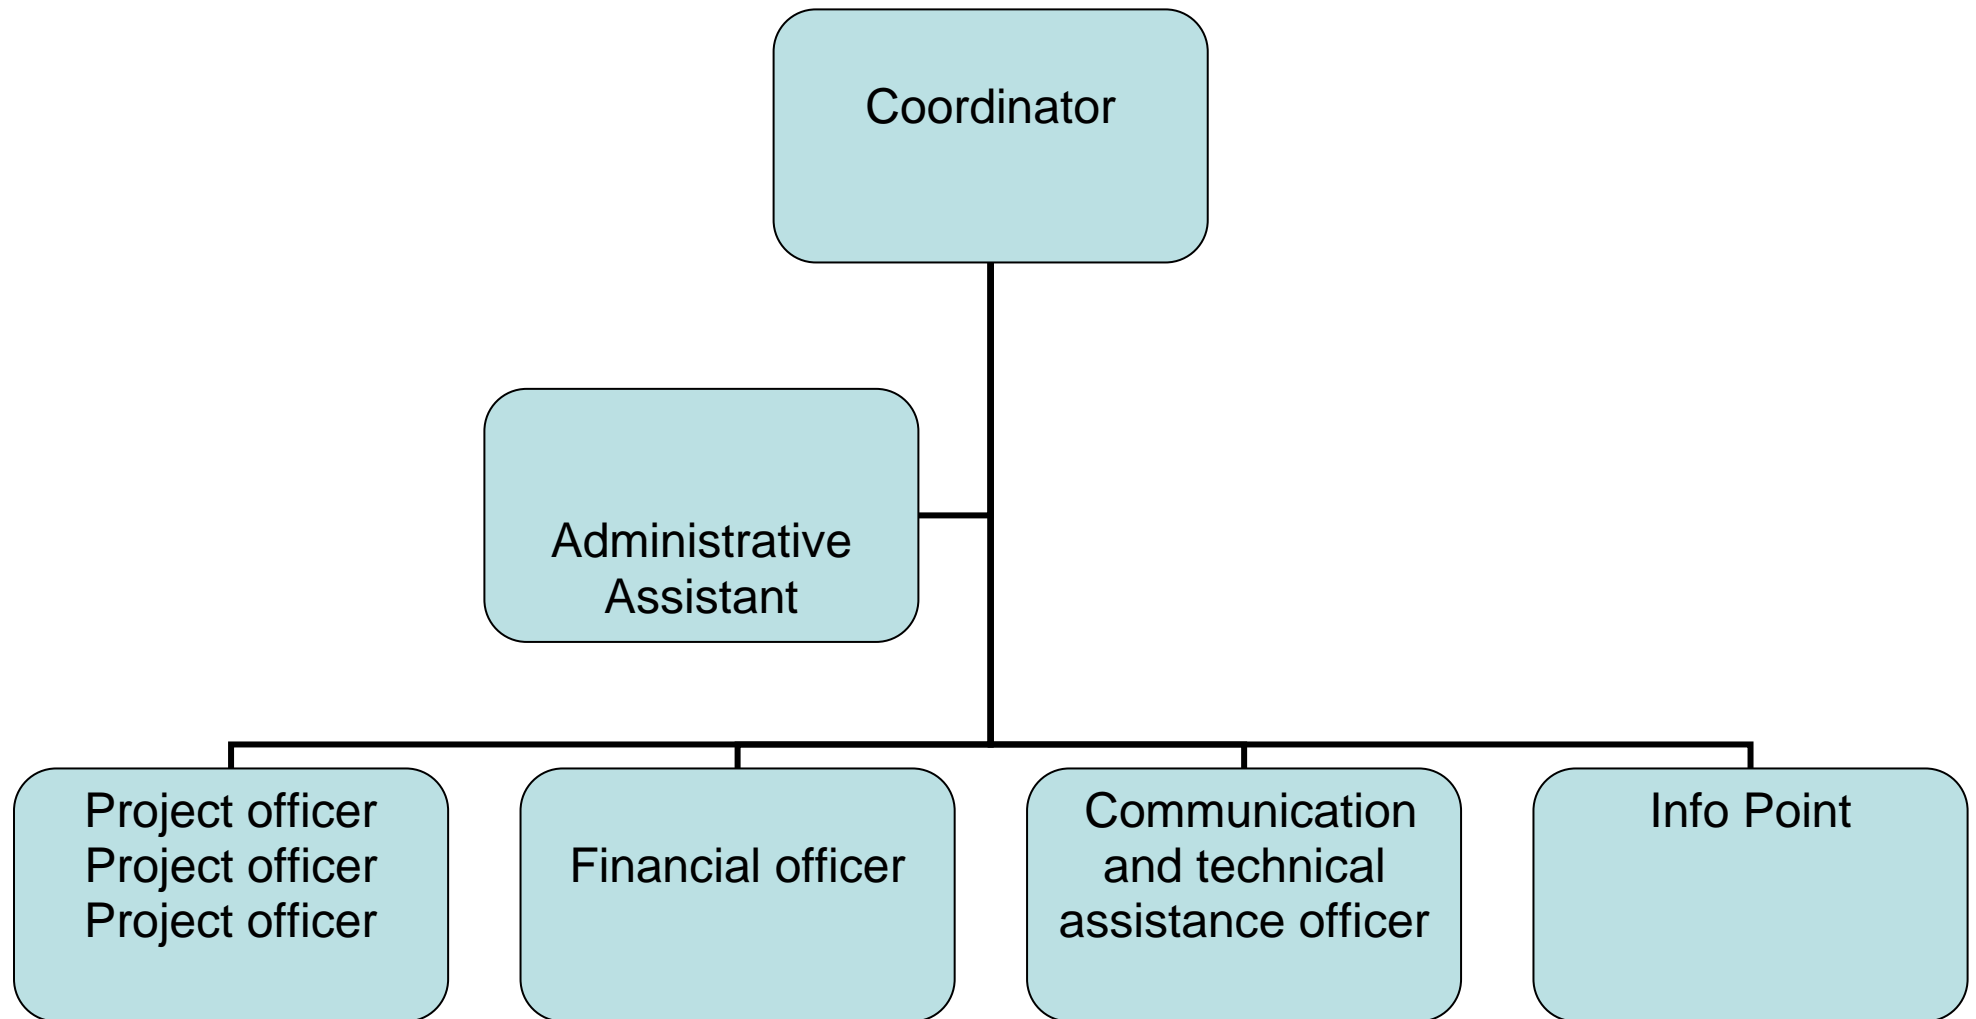 Coordinator
Administrative
Assistant
Project officer
Project officer
Project officer
Financial officer
Communication
and technical
assistance officer
Info Point